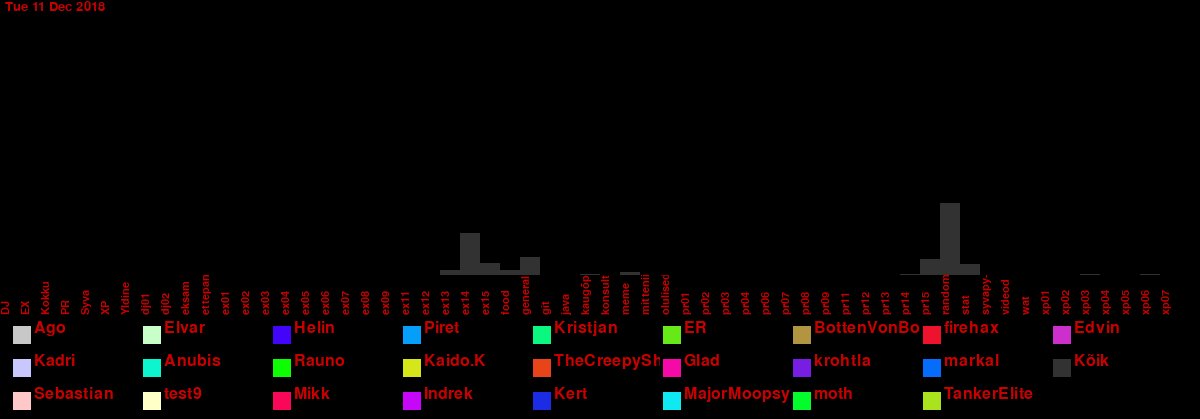 Tue 11 Dec 2018
DJ
EX
Kokku
PR
Syva
XP
Yldine
dj01
dj02
eksam
ettepan
ex01
ex02
ex03
ex04
ex05
ex06
ex07
ex08
ex09
ex11
ex12
ex13
ex14
ex15
food
general
git
java
kaugõp
konsult
meme
mittenii
olulised
pr01
pr02
pr03
pr04
pr06
pr07
pr08
pr09
pr11
pr12
pr13
pr14
pr15
random
stat
syvapy-
videod
wat
xp01
xp02
xp03
xp04
xp05
xp06
xp07
Ago Elvar Helin Piret Kristjan ER BottenVonBo firehax Edvin
Kadri Anubis Rauno Kaido.K TheCreepySh Glad krohtla markal Kõik
Sebastian test9 Mikk Indrek Kert MajorMoopsy moth TankerElite